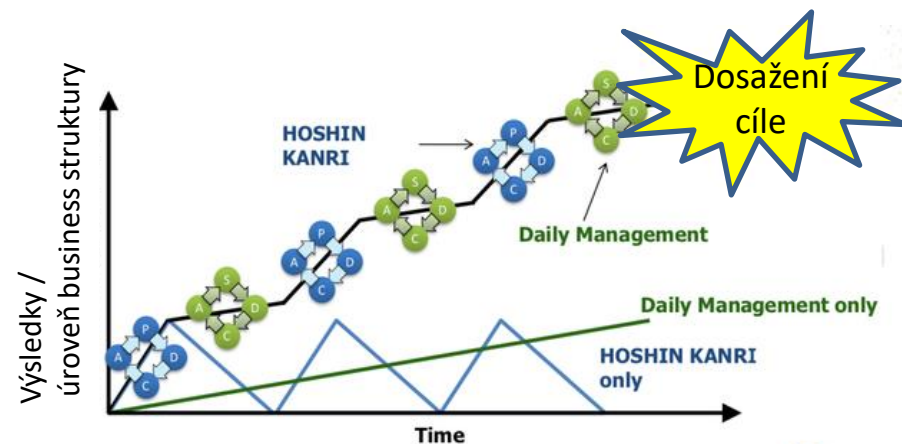 Výsledky /
úroveň business struktury
Dosažení
cíle
HOSHIN
KANRI
Daily Management
Daily Management only
HOSHIN KANRI
only
Time
P
A
D
C
S
A
D
C
P
A
D
C
S
A
D
C
P
A
D
C
S
A
D
C